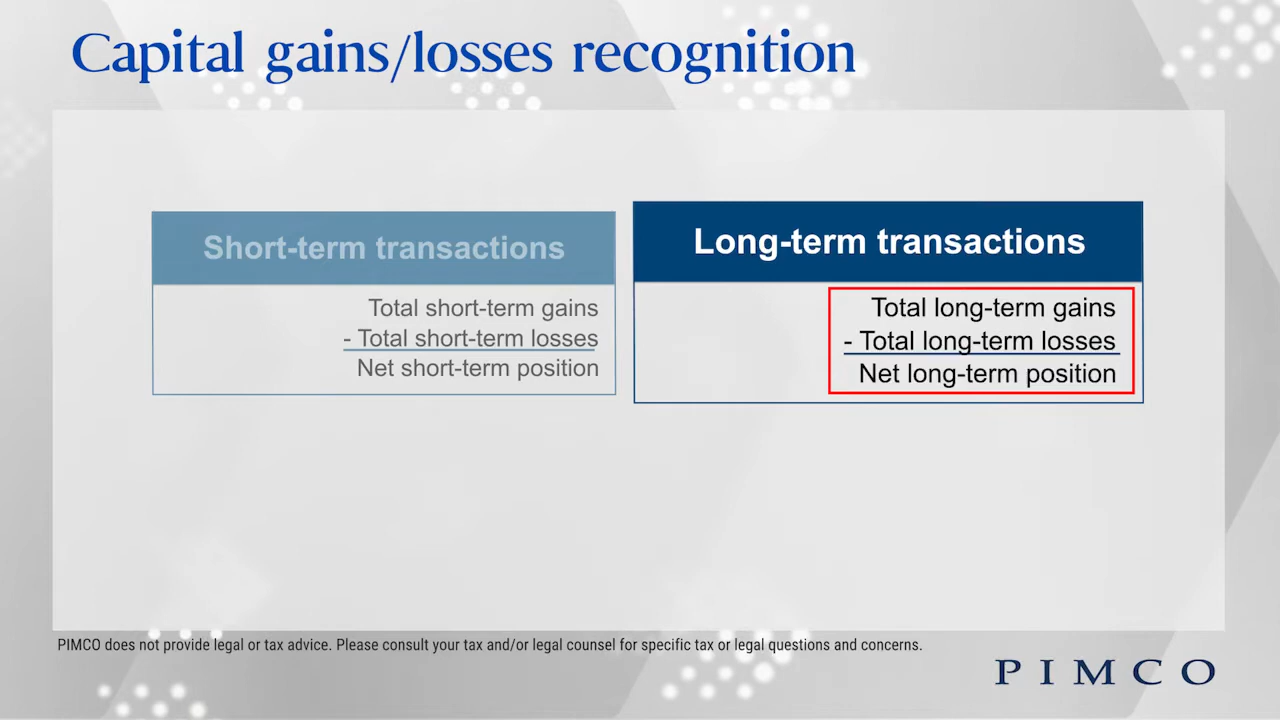 Capital gains/losses recognition
Short-term transactions
Total short-term gains
- Total short-term losses
Net short-term position
Long-term transactions
Total long-term gains
- Total long-term losses
Net long-term position
PIMCO does not provide legal or tax advice. Please consult your tax and/or legal counsel for specific tax or legal questions and concerns.
PIMCO